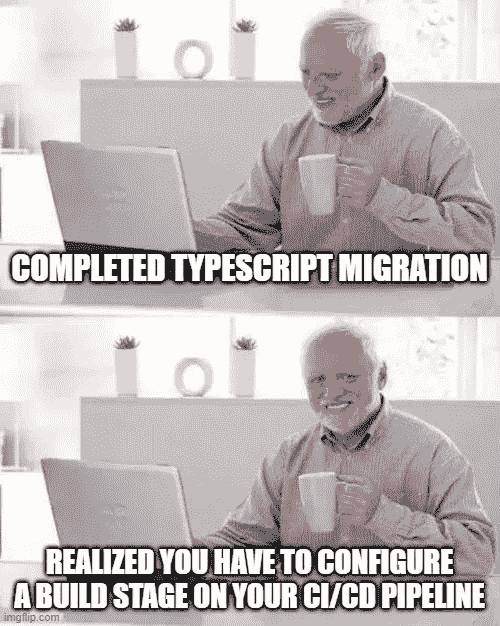 COMPLETED TYPESCRIPT MIGRATION
REALIZED YOU HAVE TO CONFIGURE
A BUILD STAGE ON YOUR CI/CD PIPELINE
imgflip.com